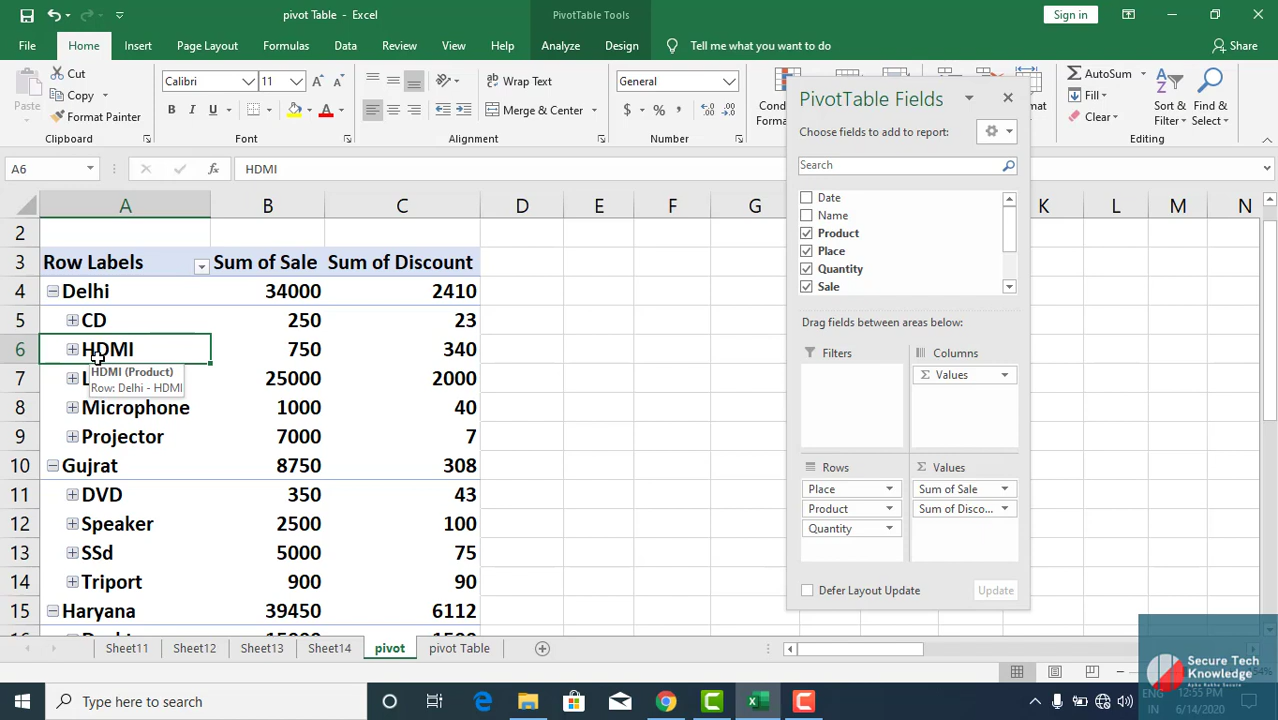 pivot Table - Excel
PivotTable Tools
Sign in
File
Home
Insert
Page Layout
Formulas
Data
Review
View
Help
Analyze
Design
Tell me what you want to do
Share
Paste
Cut
Copy
Format Painter
Clipboard
Calibri
11
B I U
A
Font
Wrap Text
Merge & Center
Alignment
General
$ % ,
Number
AutoSum
Fill
Clear
Sort & Filter
Find & Select
Editing
A6
fx
HDMI
A B C D E F G K L M N
2
3 Row Labels Sum of Sale Sum of Discount
4 Delhi 34000 2410
5 CD 250 23
6 HDMI 750 340
7 L 25000 2000
8 Microphone 1000 40
9 Projector 7000 7
10 Gujrat 8750 308
11 DVD 350 43
12 Speaker 2500 100
13 SSd 5000 75
14 Triport 900 90
15 Haryana 39450 6112
HDMI (Product)
Row: Delhi - HDMI
PivotTable Fields
Choose fields to add to report:
Search
Date
Name
Product
Place
Quantity
Sale
Drag fields between areas below:
Filters
Columns
Σ Values
Rows
Σ Values
Place
Product
Quantity
Sum of Sale
Sum of Disco...
Defer Layout Update
Update
Sheet11
Sheet12
Sheet13
Sheet14
pivot
pivot Table
Type here to search
Secure Tech
Knowledge
ENG
IN
12:55 PM
6/14/2020